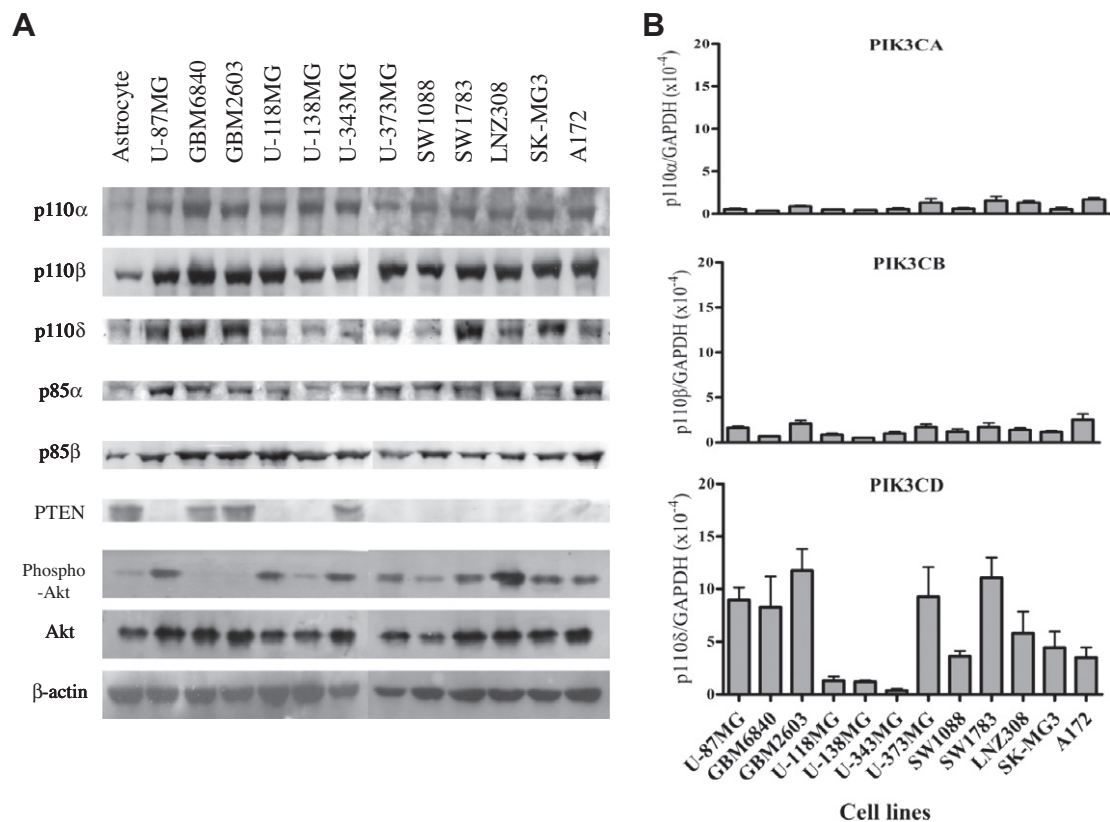 A
Astrocyte
U-87MG
GBM6840
GBM2603
U-118MG
U-138MG
U-343MG
U-373MG
SW1088
SW1783
LNZ308
SK-MG3
A172
p110α
p110β
p110δ
p85α
p85β
PTEN
Phospho
-Akt
Akt
β-actin
B
PIK3CA
p110α/GAPDH (x10-4)
20
15
10
5
0
PIK3CB
p110β/GAPDH (x10-4)
20
15
10
5
0
PIK3CD
p110δ/GAPDH (x10-4)
20
15
10
5
0
U-87MG
GBM6840
GBM2603
U-118MG
U-138MG
U-343MG
U-373MG
SW1088
SW1783
LNZ308
SK-MG3
A172
Cell lines